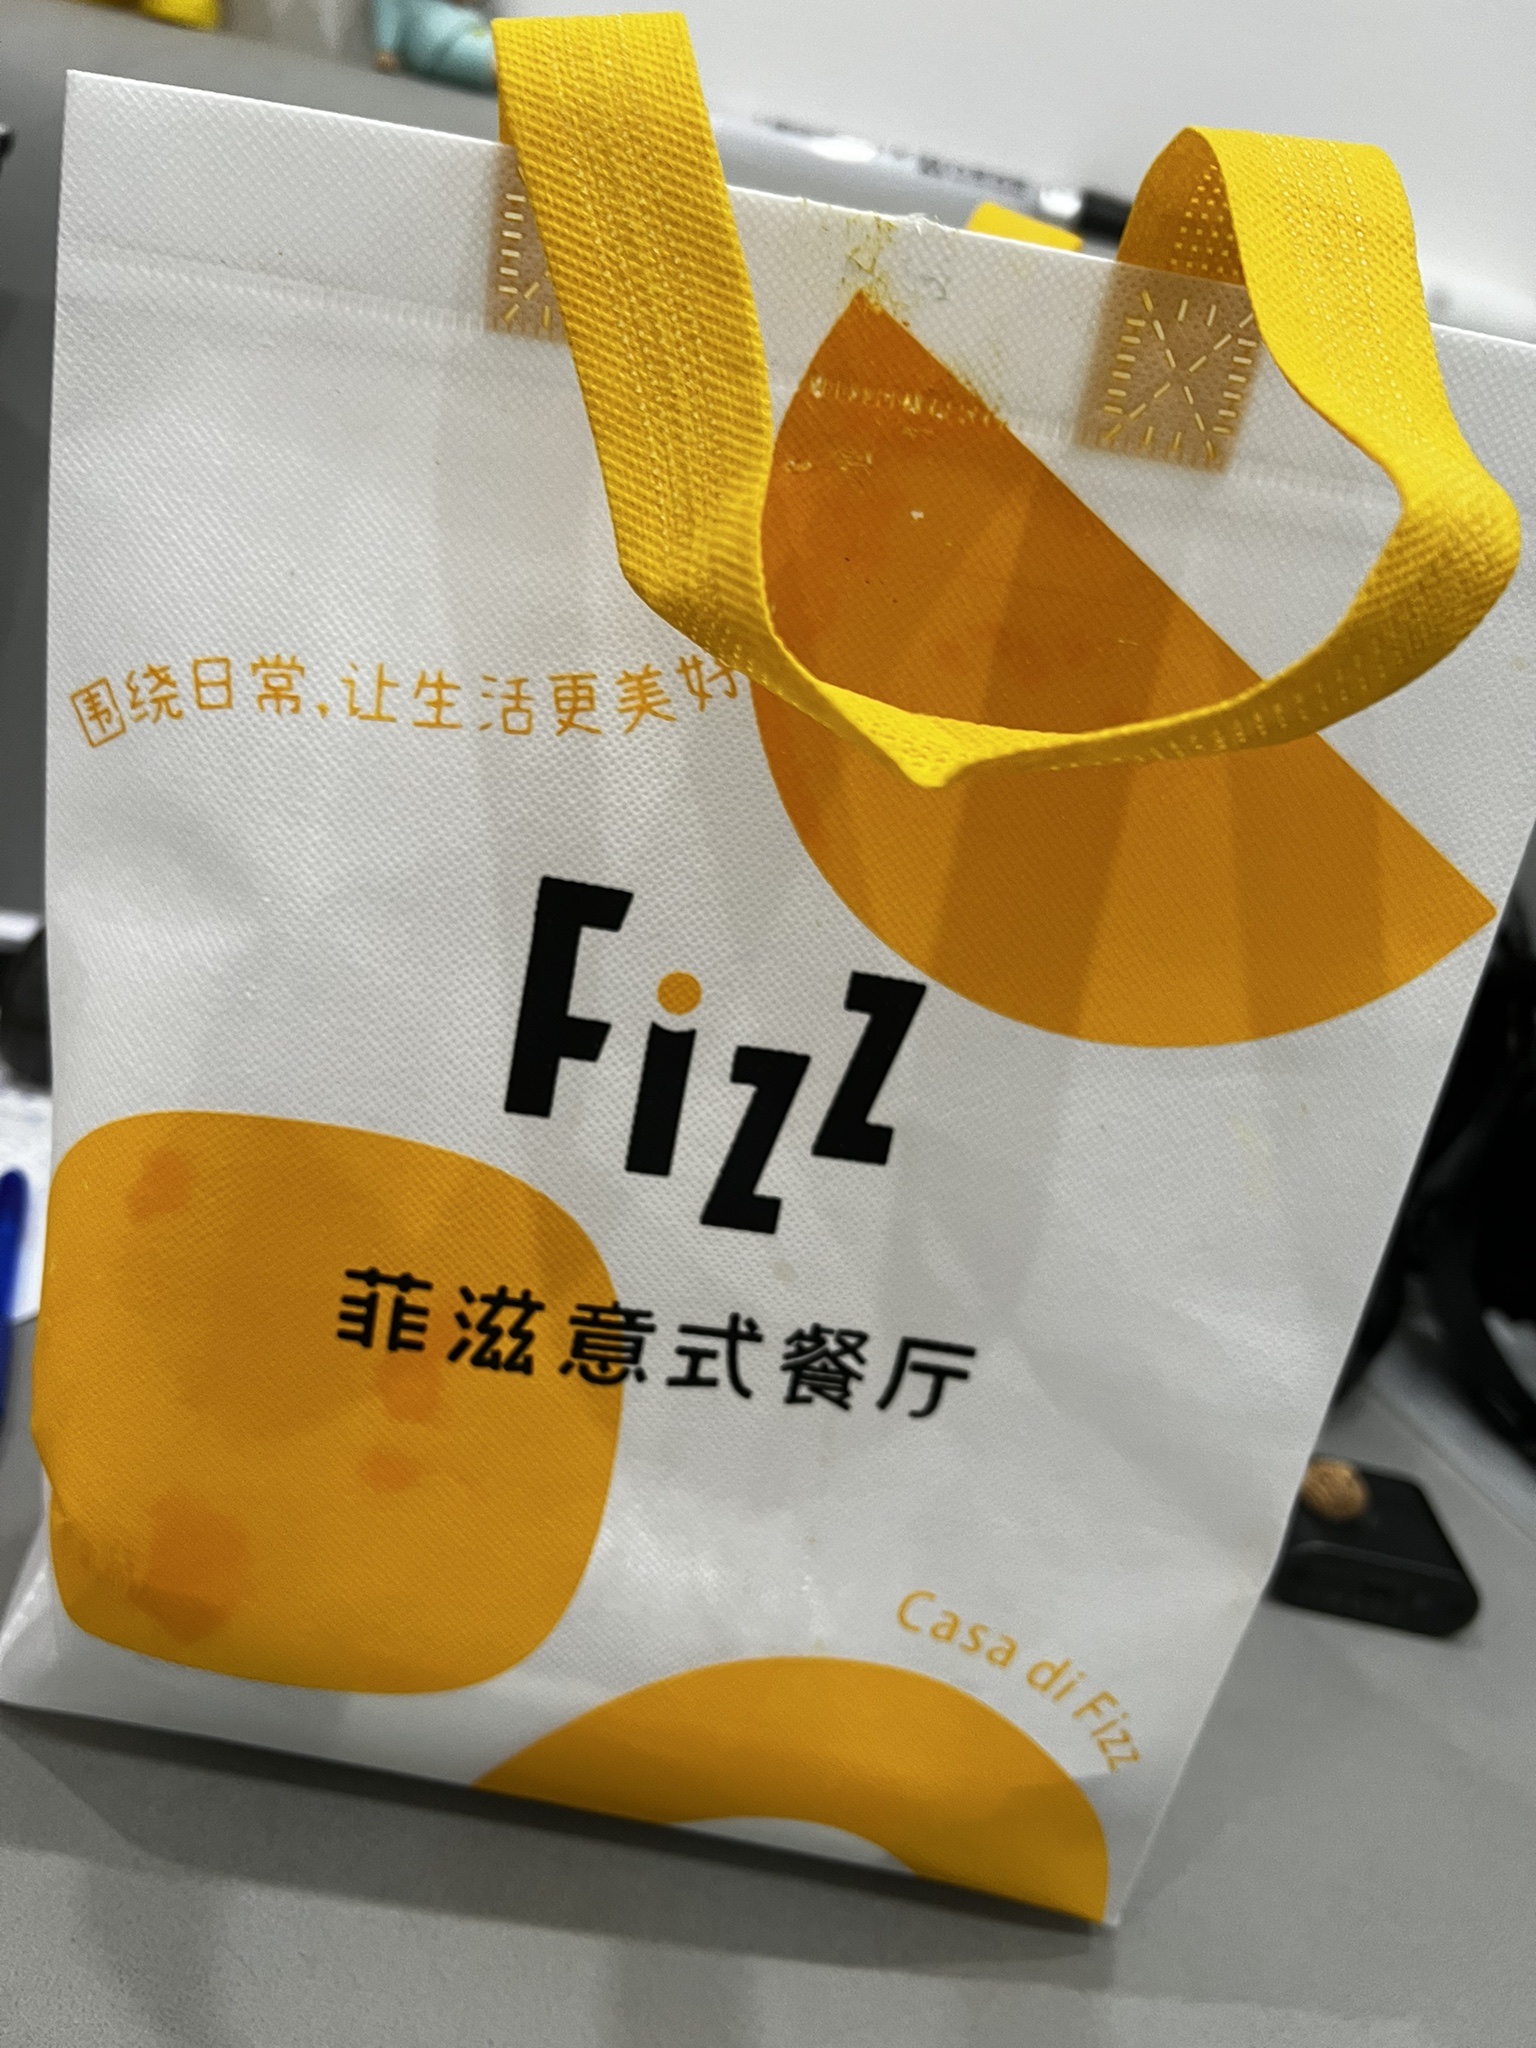 围绕日常,让生活更美好
Fizz
菲滋意式餐厅
Casa di Fizz